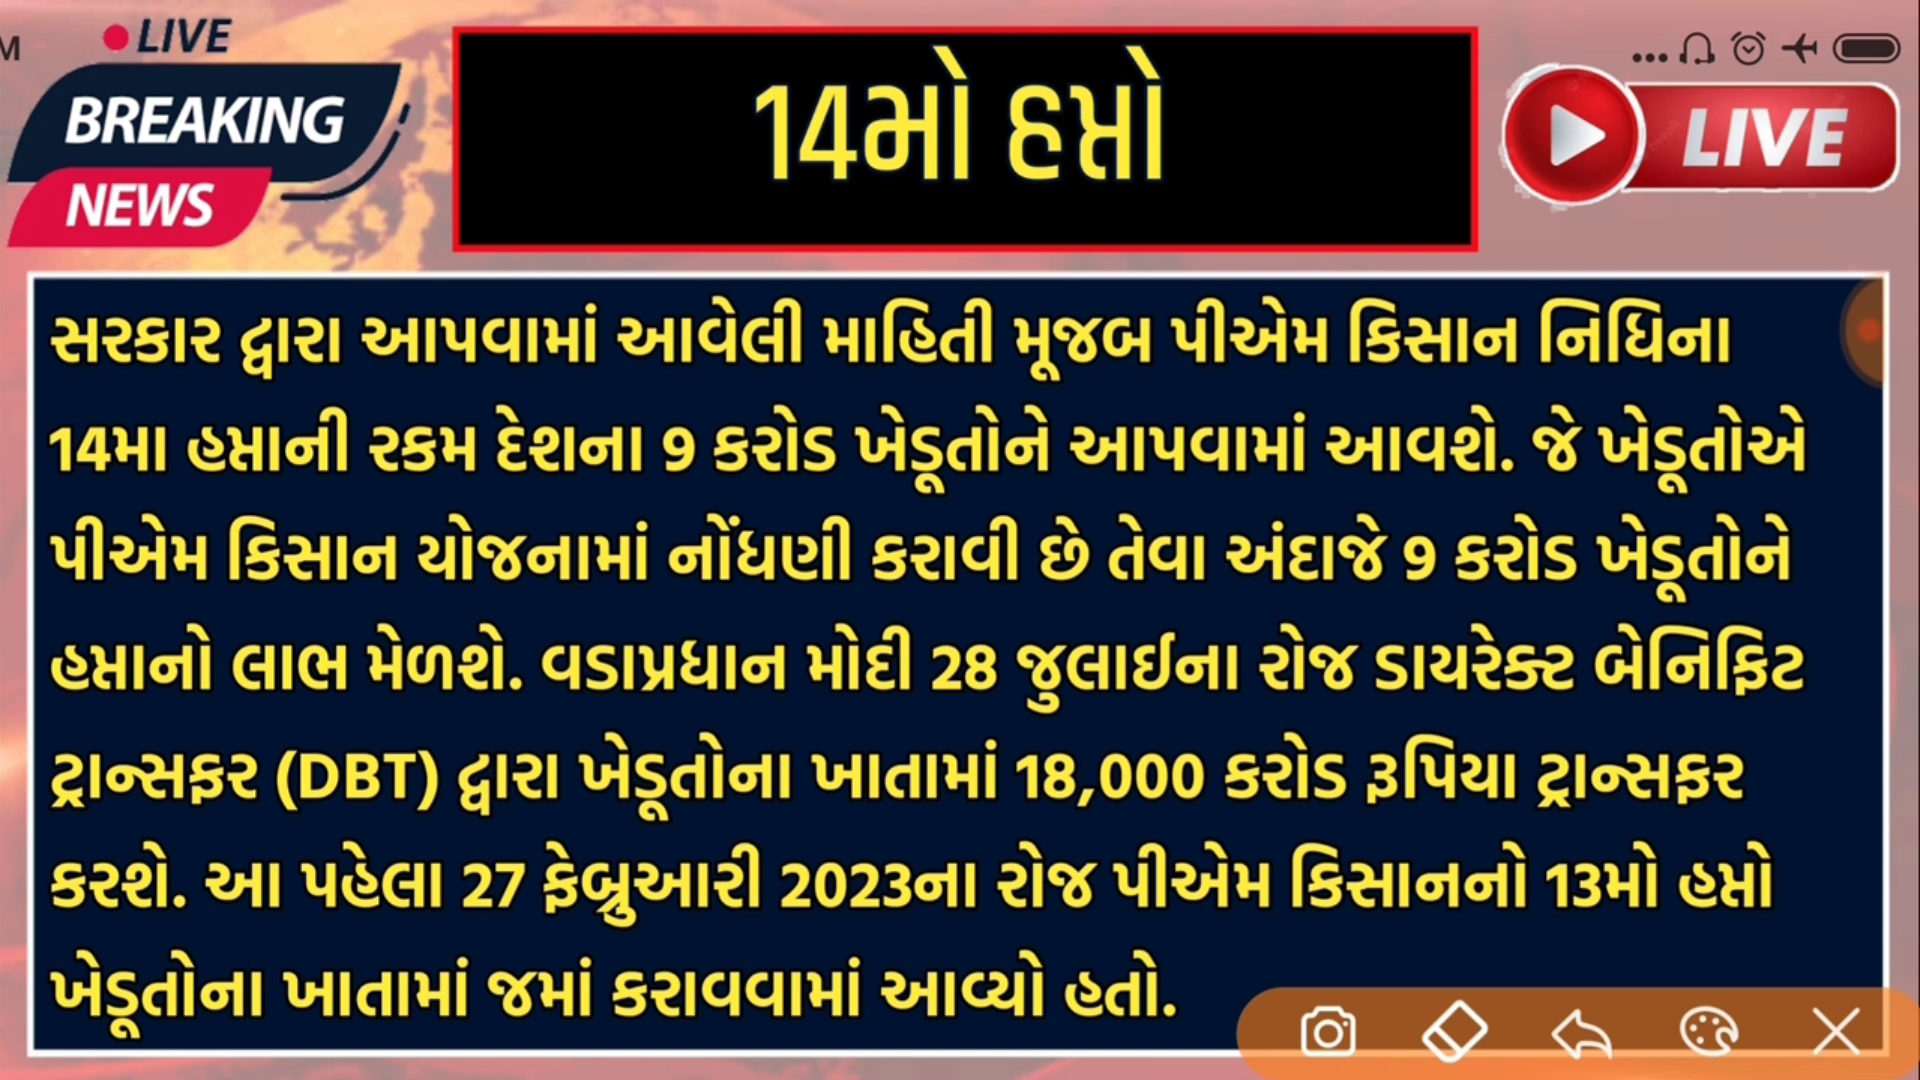 M
LIVE
BREAKING
NEWS
14મો હપ્તો
LIVE
સરકાર દ્વારા આપવામાં આવેલી માહિતી મૂજબ પીએમ કિસાન નિધિના
14મા હપ્તાની રકમ દેશના 9 કરોડ ખેડૂતોને આપવામાં આવશે. જે ખેડૂતોએ
પીએમ કિસાન યોજનામાં નોંધણી કરાવી છે તેવા અંદાજે 9 કરોડ ખેડૂતોને
હપ્તાનો લાભ મેળશે. વડાપ્રધાન મોદી 28 જુલાઈના રોજ ડાયરેક્ટ બેનિફિટ
ટ્રાન્સફર (DBT) દ્વારા ખેડૂતોના ખાતામાં 18,000 કરોડ રૂપિયા ટ્રાન્સફર
કરશે. આ પહેલા 27 ફેબ્રુઆરી 2023ના રોજ પીએમ કિસાનનો 13મો હપ્તો
ખેડૂતોના ખાતામાં જમાં કરાવવામાં આવ્યો હતો.